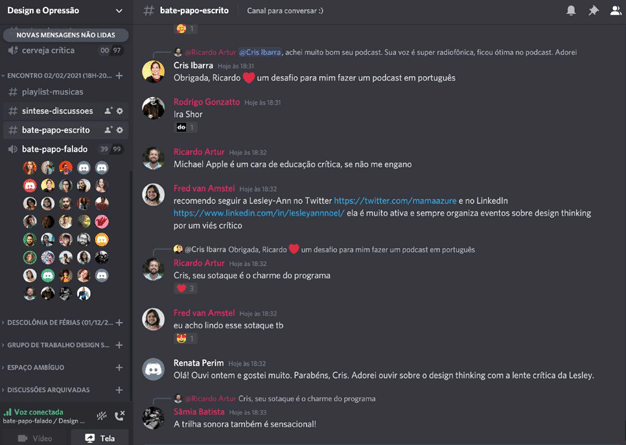 Design e Opressão
NOVAS MENSAGENS NÃO LIDAS
cerveja crítica 00 97
ENCONTRO 02/02/2021 (18H-20...
playlist-musicas
sintese-discussoes
bate-papo-escrito
bate-papo-falado 39 99
DESCOLÔNIA DE FÉRIAS (01/12/2...
GRUPO DE TRABALHO DESIGN S...
ESPAÇO AMBÍGUO
DISCUSSÕES ARQUIVADAS
Voz conectada
bate-papo-falado / Design ...
Vídeo Tela
bate-papo-escrito Canal para conversar :)
1
@Ricardo Artur @Cris Ibarra, achei muito bom seu podcast. Sua voz é super radiofônica, ficou ótima no podcast. Adorei
Cris Ibarra Hoje às 18:31
Obrigada, Ricardo ❤️ um desafio para mim fazer um podcast em português
Rodrigo Gonzatto Hoje às 18:31
Ira Shor
do 1
Ricardo Artur Hoje às 18:32
Michael Apple é um cara de educação crítica, se não me engano
Fred van Amstel Hoje às 18:32
recomendo seguir a Lesley-Ann no Twitter https://twitter.com/mamaazure e no LinkedIn
https://www.linkedin.com/in/lesleyannnoel/ ela é muito ativa e sempre organiza eventos sobre design thinking
por um viés crítico
@Cris Ibarra Obrigada, Ricardo ❤️ um desafio para mim fazer um podcast em português
Ricardo Artur Hoje às 18:32
Cris, seu sotaque é o charme do programa
❤️ 3
Fred van Amstel Hoje às 18:32
eu acho lindo esse sotaque tb
😍 1
Renata Perim Hoje às 18:32
Olá! Ouvi ontem e gostei muito. Parabéns, Cris. Adorei ouvir sobre o design thinking com a lente crítica da Lesley.
@Ricardo Artur Cris, seu sotaque é o charme do programa
Sâmia Batista Hoje às 18:33
A trilha sonora também é sensacional!